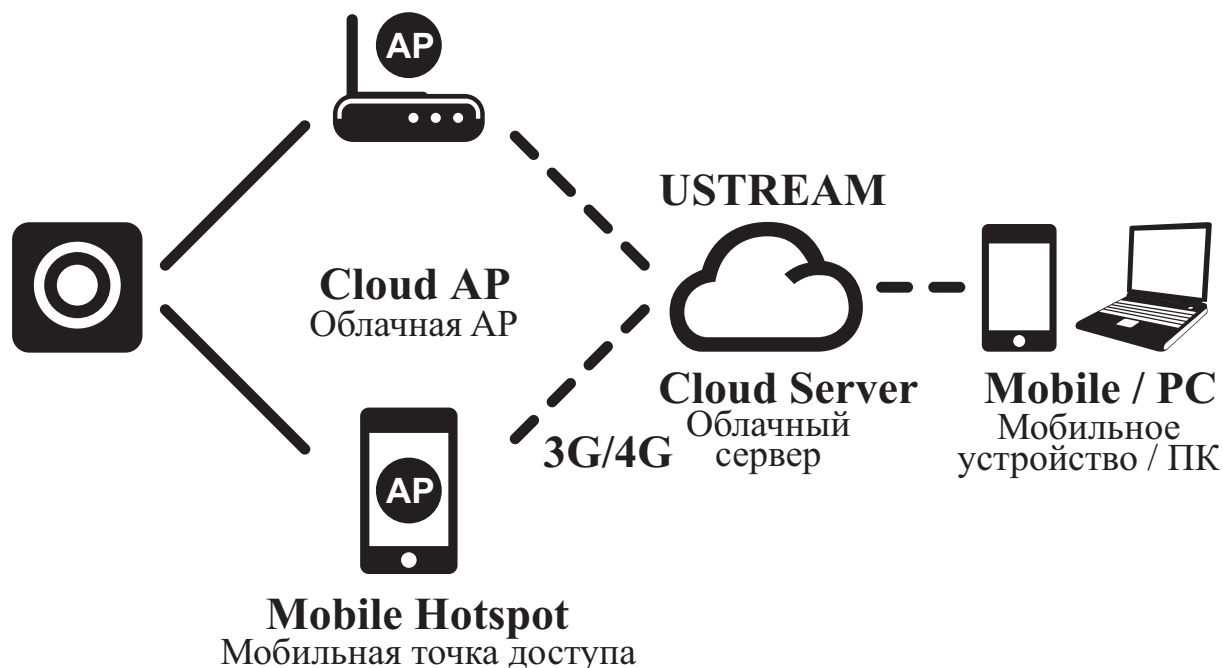 AP
USTREAM
Cloud AP
Облачная AP
Cloud Server
Облачный
сервер
Mobile / PC
Мобильное
устройство / ПК
3G/4G
AP
Mobile Hotspot
Мобильная точка доступа